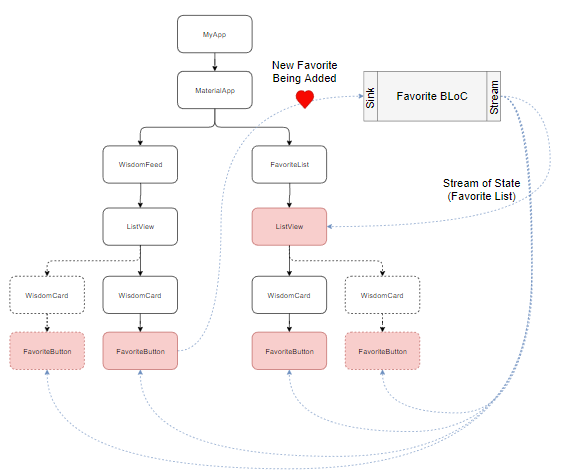 MyApp
New Favorite
Being Added
MaterialApp
Sink
Favorite BLoC
Stream
WisdomFeed
FavoriteList
Stream of State
(Favorite List)
ListView
ListView
WisdomCard
WisdomCard
WisdomCard
WisdomCard
FavoriteButton
FavoriteButton
FavoriteButton
FavoriteButton